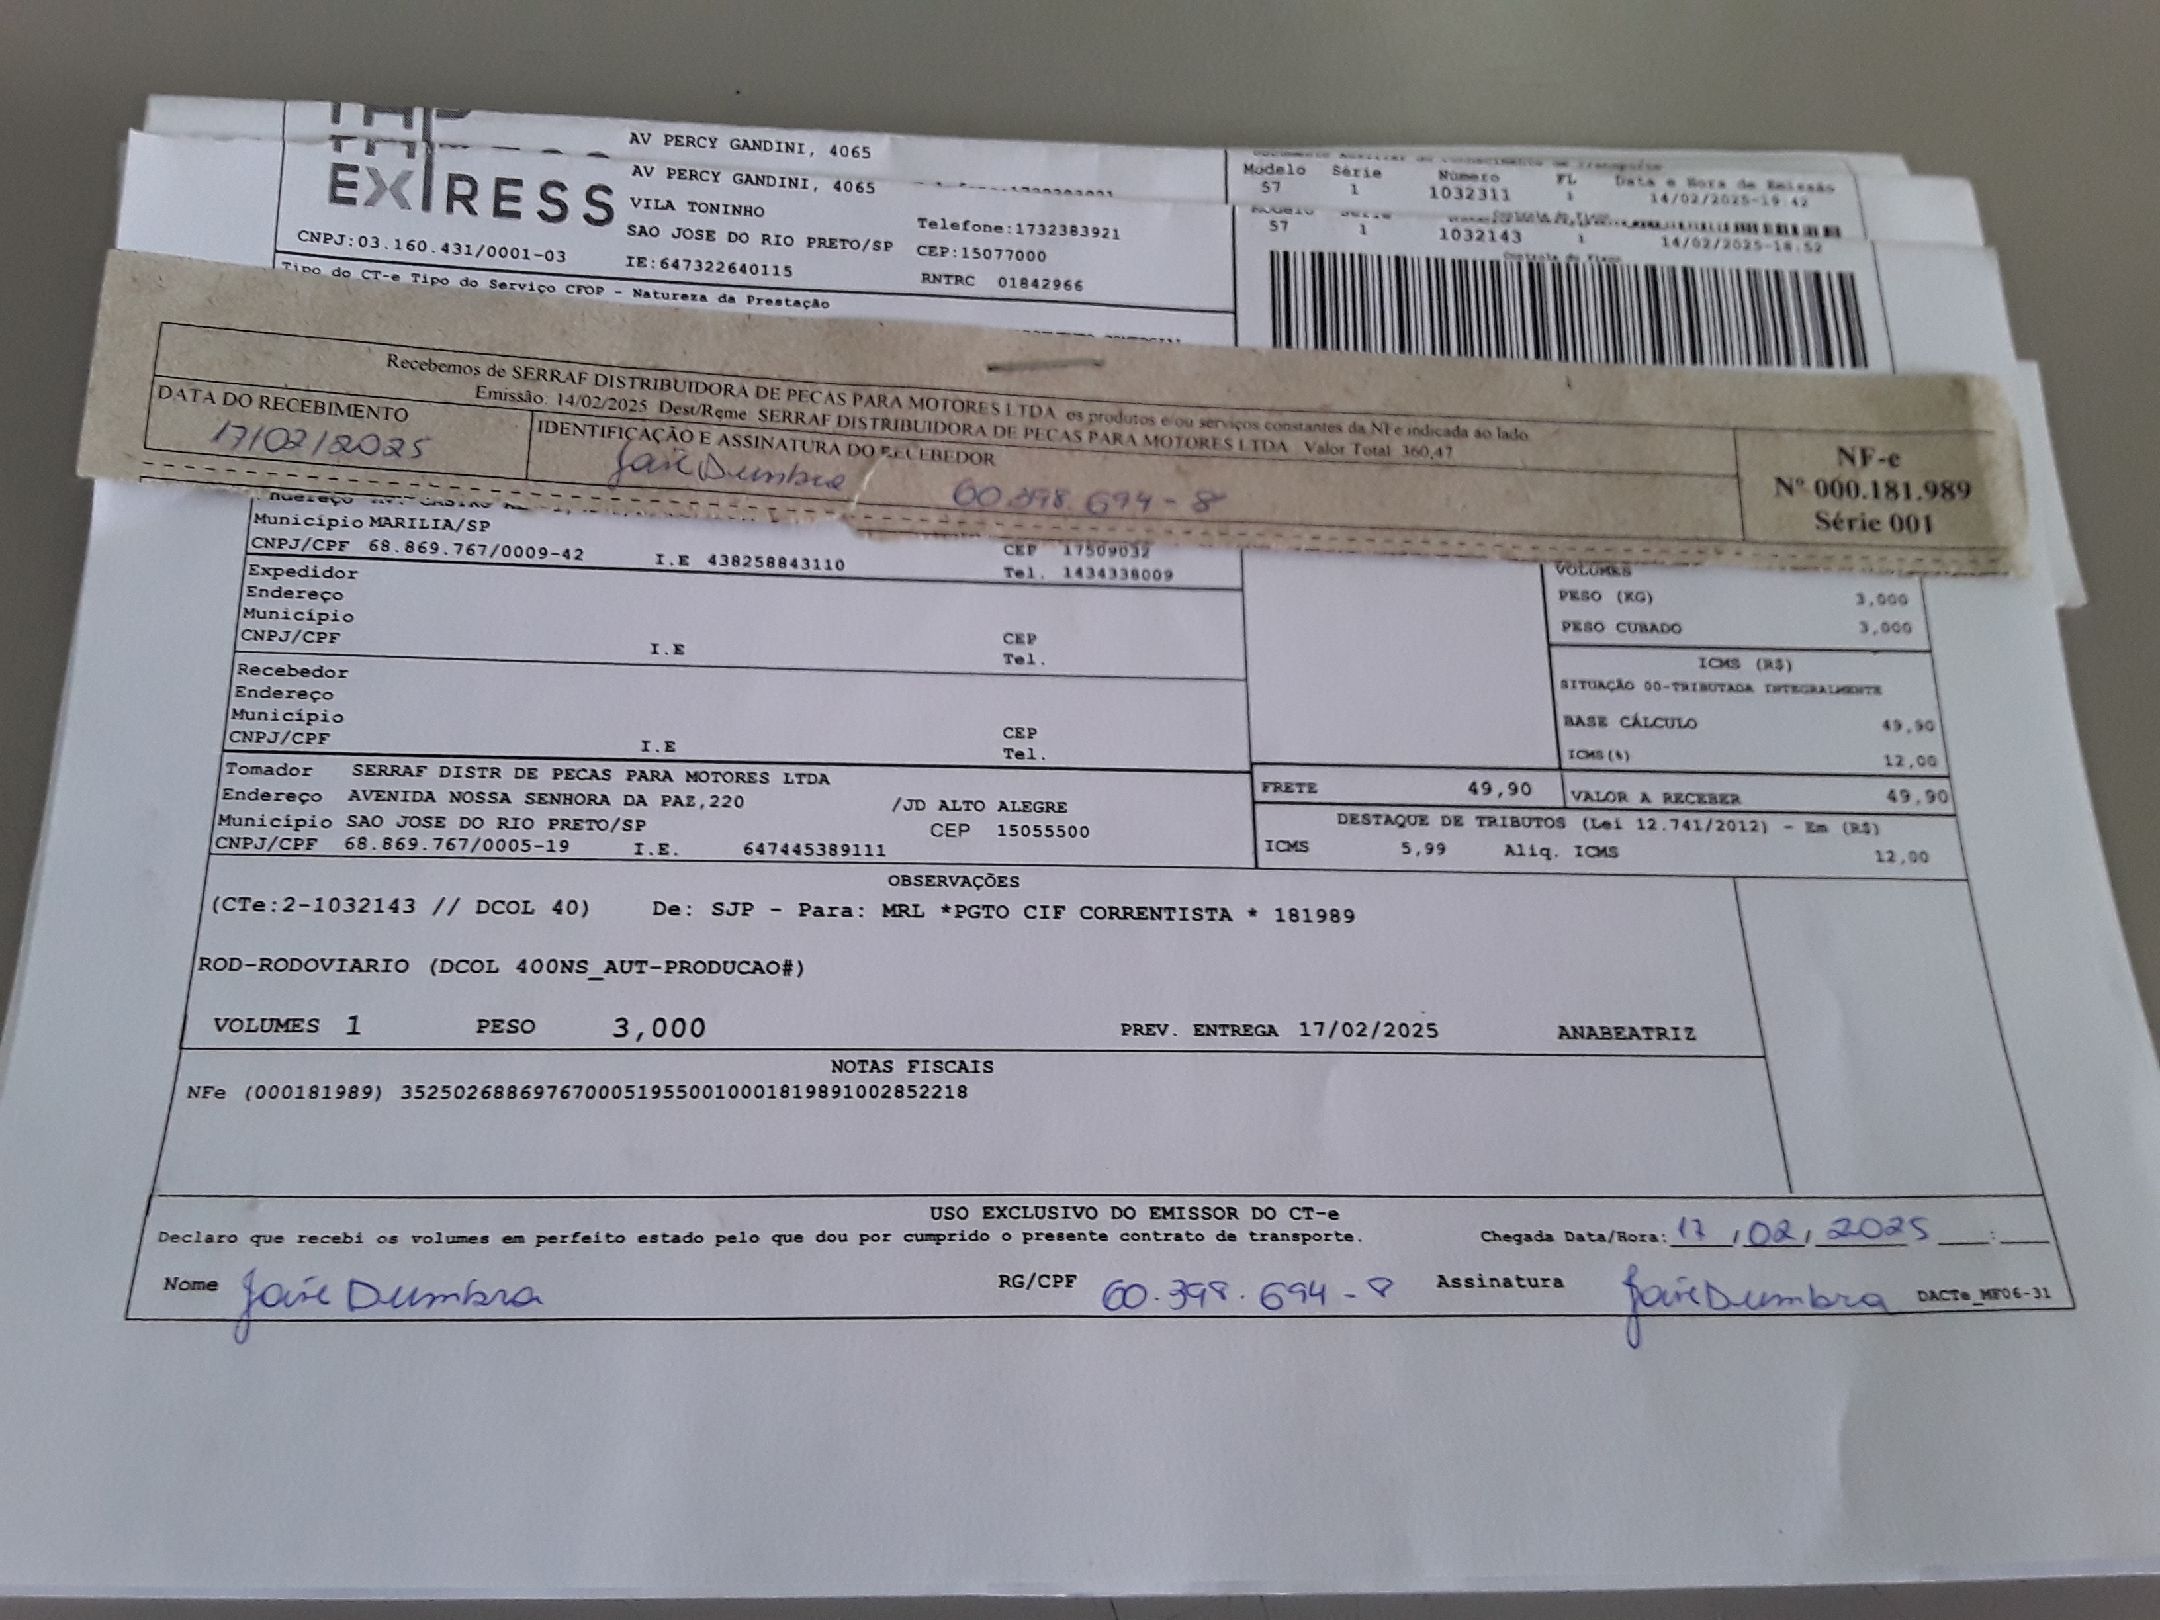 AV PERCY GANDINI, 4065
Modelo Série Número FL Data e Hora de Emissão
57 1 1032311 1 14/02/2025-19.42
EXPRESS
AV PERCY GANDINI, 4065
VILA TONINHO
Telefone:1732383921
SAO JOSE DO RIO PRETO/SP CEP:15077000
CNPJ:03.160.431/0001-03 IE:647322640115 RNTRC 01842966
57 1 1032143 1 14/02/2025-18.52
Controle do Fisco
Tipo do CT-e Tipo do Serviço CFOP - Natureza da Prestação
Recebemos de SERRAF DISTRIBUIDORA DE PECAS PARA MOTORES LTDA os produtos e/ou serviços constantes da NFe indicada ao lado
Emissão: 14/02/2025 Dest/Reme SERRAF DISTRIBUIDORA DE PECAS PARA MOTORES LTDA Valor Total 360,47
DATA DO RECEBIMENTO
17/02/2025
IDENTIFICAÇÃO E ASSINATURA DO RECEBEDOR
60.398.694-8
NF-e
Nº 000.181.989
Série 001
Município MARILIA/SP
CEP 17509032
CNPJ/CPF 68.869.767/0009-42 I.E 438258843110 Tel. 1434338009
Expedidor
Endereço
Município CEP
CNPJ/CPF I.E Tel.
Recebedor
Endereço
Município CEP
CNPJ/CPF I.E Tel.
VOLUMES
PESO (KG) 3,000
PESO CUBADO 3,000
ICMS (R$)
SITUAÇÃO 00-TRIBUTADA INTEGRALMENTE
BASE CÁLCULO 49,90
ICMS(%) 12,00
Tomador SERRAF DISTR DE PECAS PARA MOTORES LTDA
Endereço AVENIDA NOSSA SENHORA DA PAZ,220 /JD ALTO ALEGRE
Município SAO JOSE DO RIO PRETO/SP CEP 15055500
CNPJ/CPF 68.869.767/0005-19 I.E. 647445389111
FRETE 49,90 VALOR A RECEBER 49,90
DESTAQUE DE TRIBUTOS (Lei 12.741/2012) - Em (R$)
ICMS 5,99 Aliq. ICMS 12,00
OBSERVAÇÕES
(CTe:2-1032143 // DCOL 40) De: SJP - Para: MRL *PGTO CIF CORRENTISTA * 181989
ROD-RODOVIARIO (DCOL 400NS_AUT-PRODUCAO#)
VOLUMES 1 PESO 3,000 PREV. ENTREGA 17/02/2025 ANABEATRIZ
NOTAS FISCAIS
NFe (000181989) 35250268869767000519550010001819891002852218
USO EXCLUSIVO DO EMISSOR DO CT-e
Declaro que recebi os volumes em perfeito estado pelo que dou por cumprido o presente contrato de transporte. Chegada Data/Hora: 17/02/2025 :
Nome RG/CPF 60.398.694-8 Assinatura DACTe_MF06-31